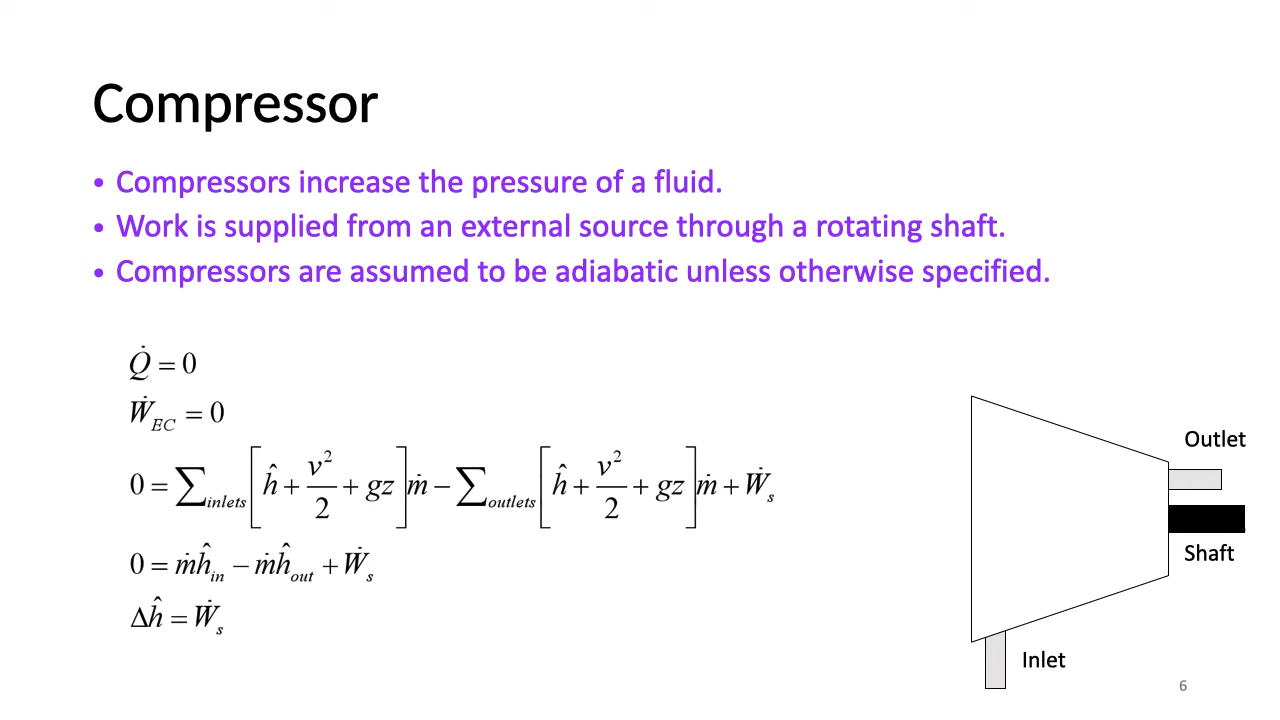 Compressor
• Compressors increase the pressure of a fluid.
• Work is supplied from an external source through a rotating shaft.
• Compressors are assumed to be adiabatic unless otherwise specified.
Q̇ = 0
Ẇ_EC = 0
0 = ∑_inlets [ĥ + v²/2 + gz] ṁ − ∑_outlets [ĥ + v²/2 + gz] ṁ + Ẇ_s
0 = ṁĥ_in − ṁĥ_out + Ẇ_s
Δĥ = Ẇ_s
Outlet
Shaft
Inlet
6